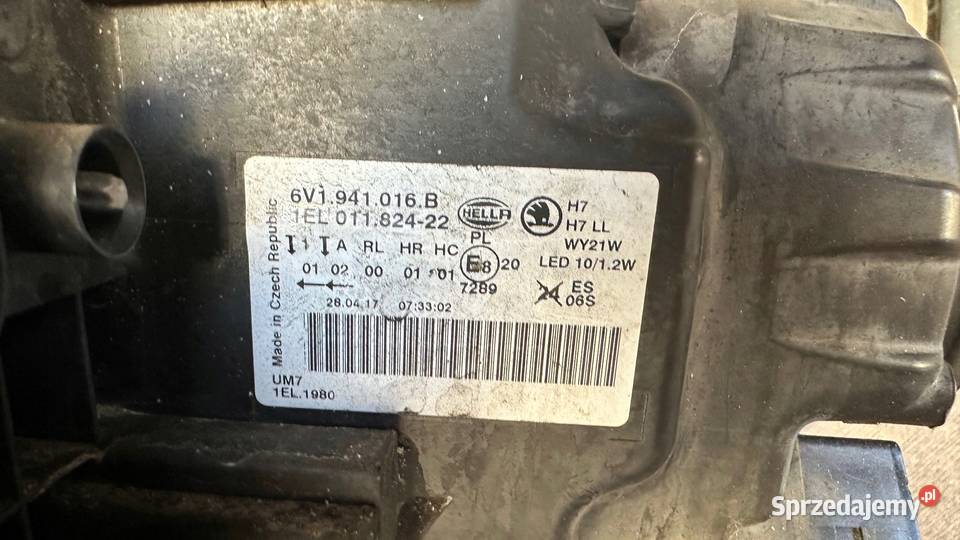 6V1.941.016.B
1EL 011.824-22
HELLA
H7
H7 LL
WY21W
LED 10/1.2W
1 A RL HR HC PL
01 02 00 01 01 E8 20
7289
24 ES
06S
28.04.17 07:33:02
Made in Czech Republic
UM7
1EL.1980
Sprzedajemy.pl